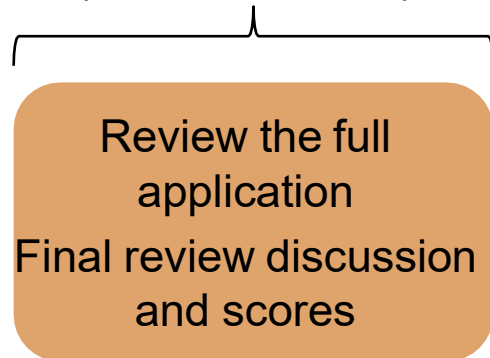 Review the full
application
Final review discussion
and scores